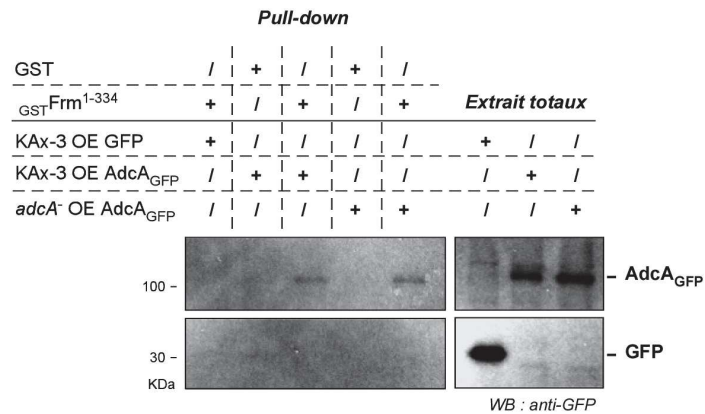 Pull-down
GST / + / + /
GSTFrm1-334 + / + / + Extrait totaux
KAx-3 OE GFP + / / / / + / /
KAx-3 OE AdcAGFP / + + / / / + /
adcA- OE AdcAGFP / / / + + / / +
100 – – AdcAGFP
30 – – GFP
KDa
WB : anti-GFP